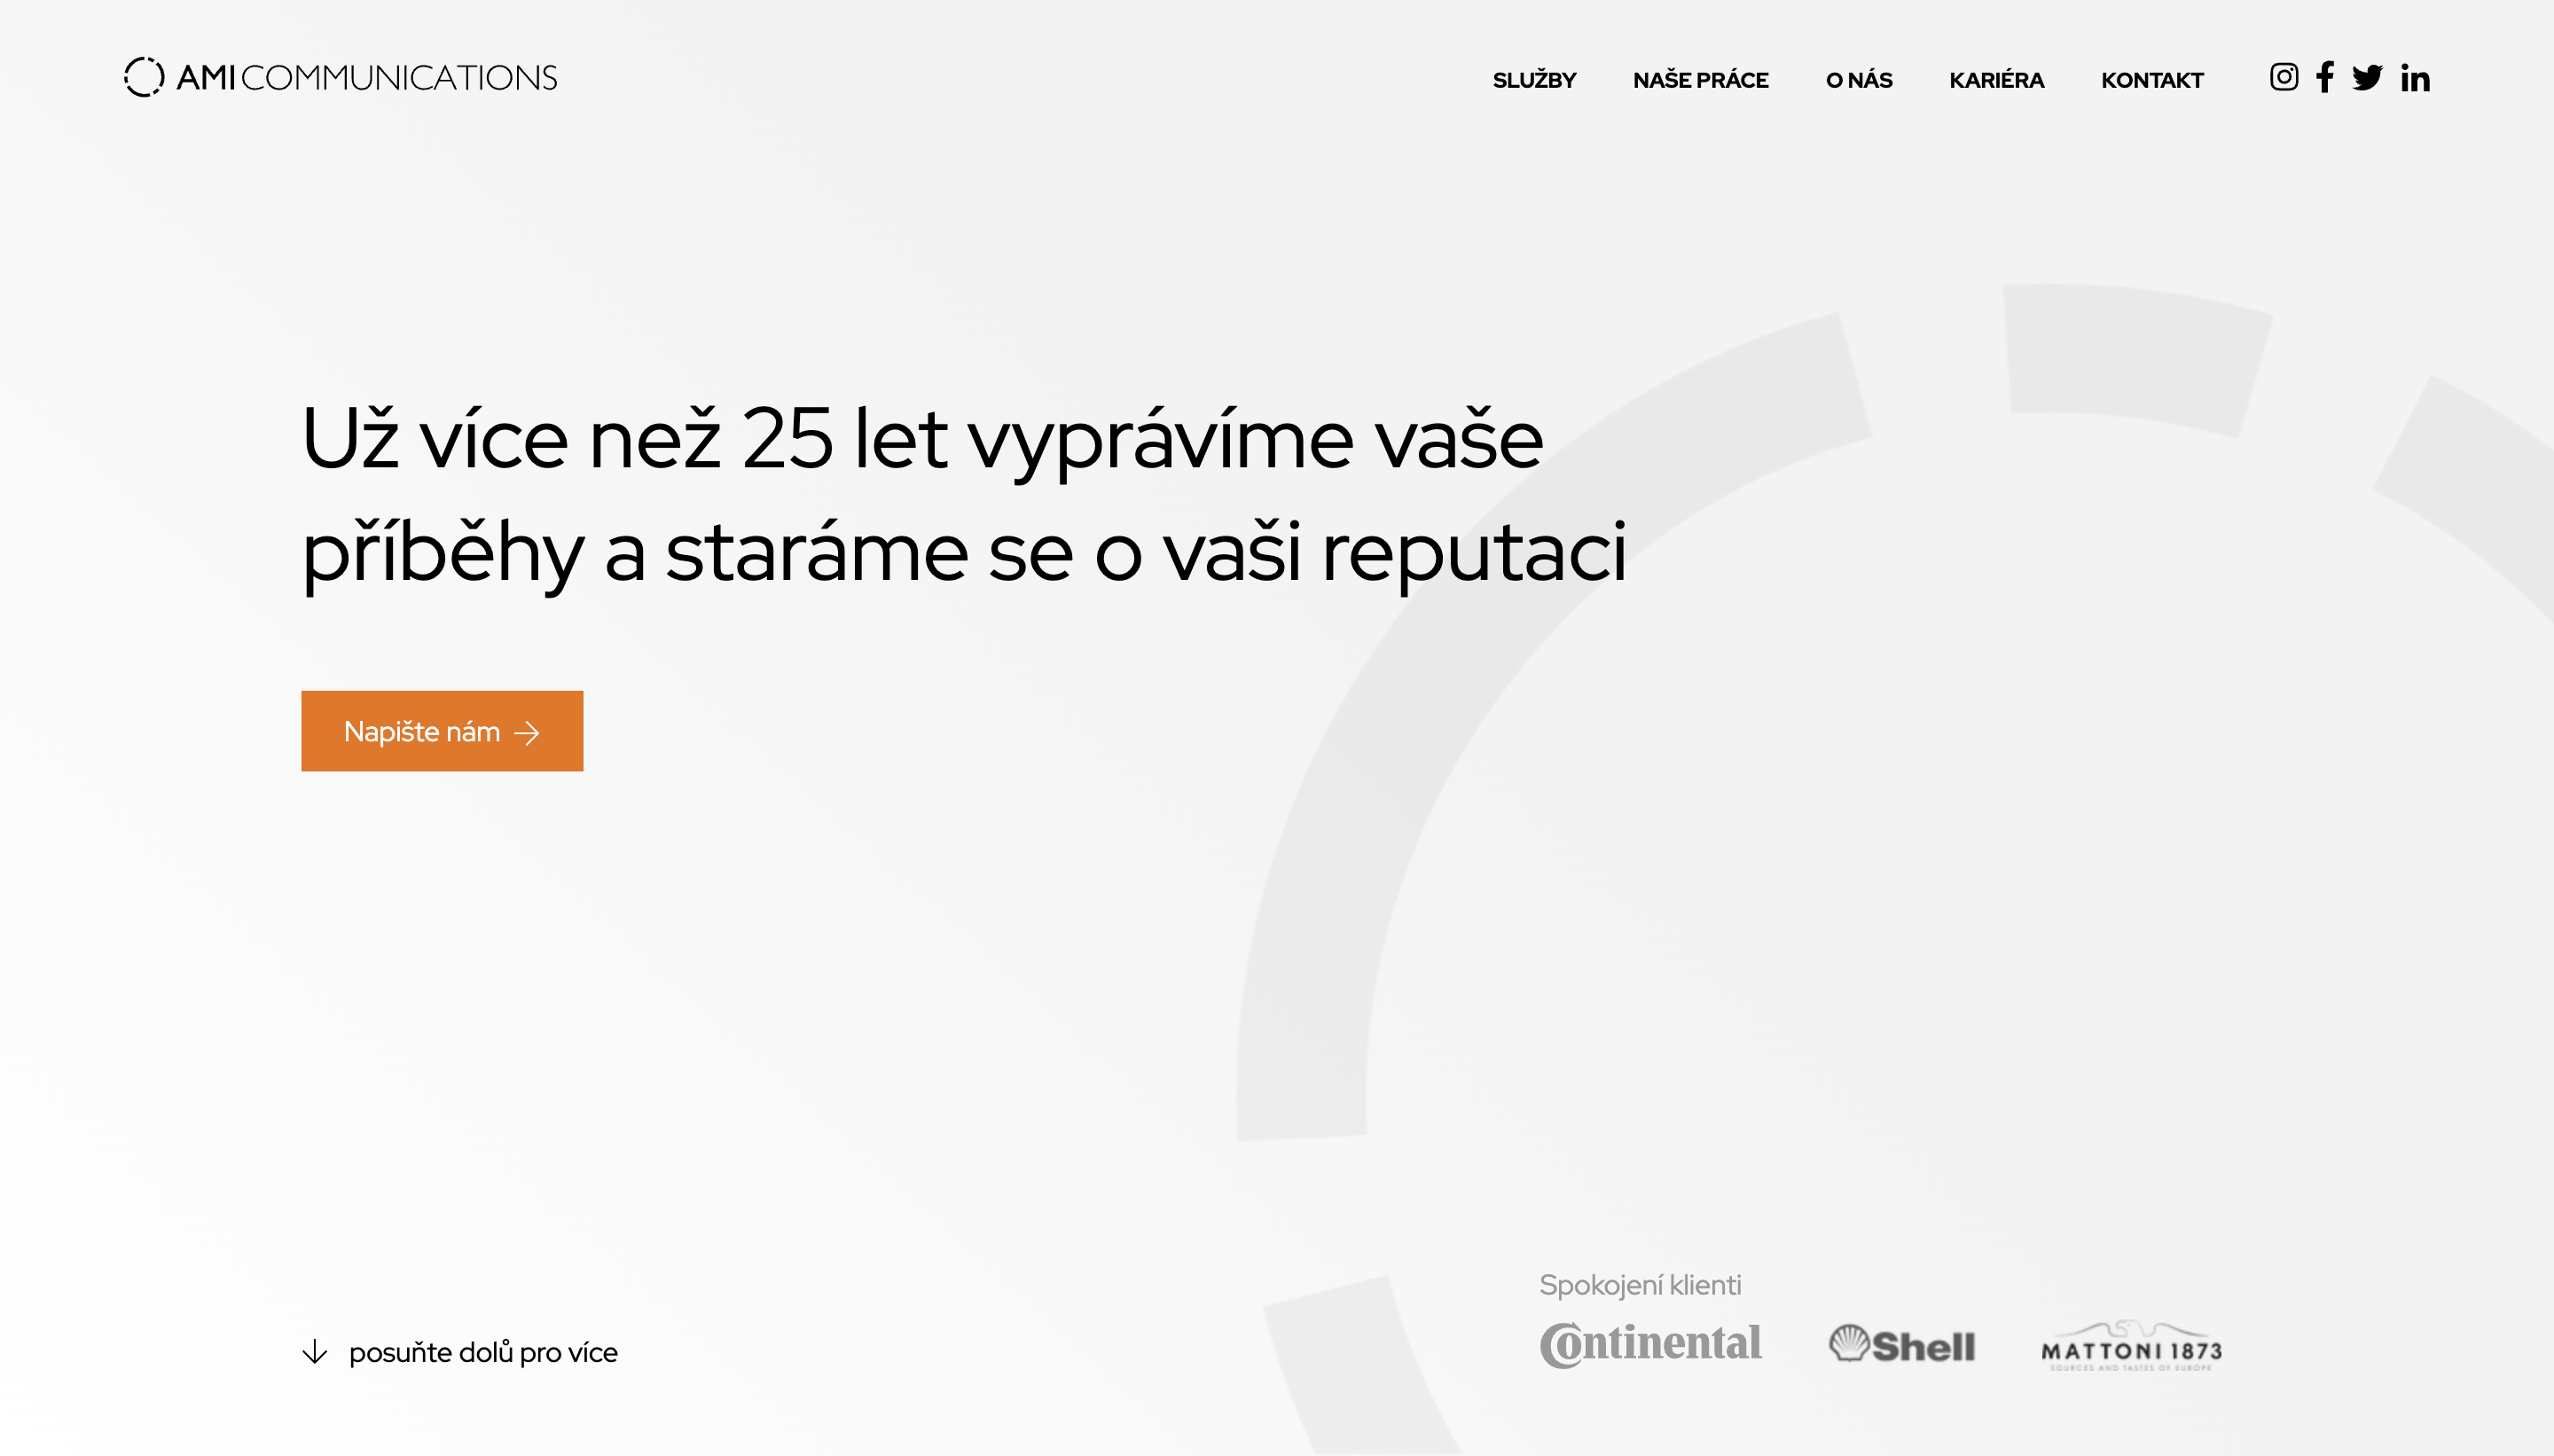 AMI COMMUNICATIONS
SLUŽBY
NAŠE PRÁCE
O NÁS
KARIÉRA
KONTAKT
Už více než 25 let vyprávíme vaše
příběhy a staráme se o vaši reputaci
Napište nám
posuňte dolů pro více
Spokojení klienti
Continental
Shell
MATTONI 1873
SOURCES AND TASTES OF EUROPE